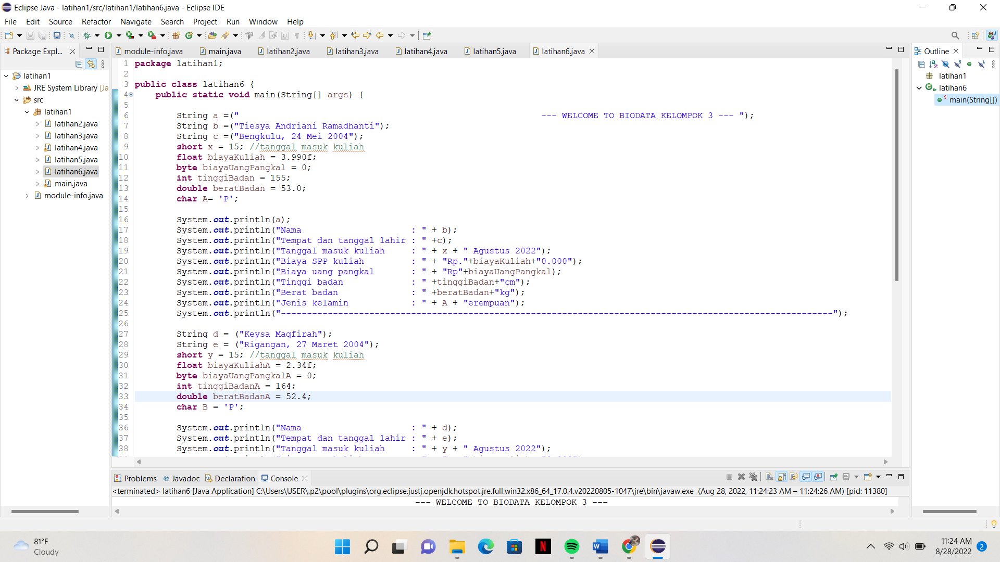 Eclipse Java - latihan1/src/latihan1/latihan6.java - Eclipse IDE
File Edit Source Refactor Navigate Search Project Run Window Help
Package Expl...
latihan1
JRE System Library [Ja
src
latihan1
latihan2.java
latihan3.java
latihan4.java
latihan5.java
latihan6.java
main.java
module-info.java
module-info.java main.java latihan2.java latihan3.java latihan4.java latihan5.java latihan6.java
1 package latihan1;
2
3 public class latihan6 {
4     public static void main(String[] args) {
5
6         String a =("                                                          --- WELCOME TO BIODATA KELOMPOK 3 --- ");
7         String b =("Tiesya Andriani Ramadhanti");
8         String c =("Bengkulu, 24 Mei 2004");
9         short x = 15; //tanggal masuk kuliah
10         float biayaKuliah = 3.990f;
11         byte biayaUangPangkal = 0;
12         int tinggiBadan = 155;
13         double beratBadan = 53.0;
14         char A= 'P';
15
16         System.out.println(a);
17         System.out.println("Nama                     : " + b);
18         System.out.println("Tempat dan tanggal lahir : " +c);
19         System.out.println("Tanggal masuk kuliah     : " + x + " Agustus 2022");
20         System.out.println("Biaya SPP kuliah         : " + "Rp."+biayaKuliah+"0.000");
21         System.out.println("Biaya uang pangkal       : " + "Rp"+biayaUangPangkal);
22         System.out.println("Tinggi badan             : " +tinggiBadan+"cm");
23         System.out.println("Berat badan              : " +beratBadan+"kg");
24         System.out.println("Jenis kelamin            : " + A + "erempuan");
25         System.out.println("----------------------------------------------------------------------------------------------------------");
26
27         String d = ("Keysa Maqfirah");
28         String e = ("Rigangan, 27 Maret 2004");
29         short y = 15; //tanggal masuk kuliah
30         float biayaKuliahA = 2.34f;
31         byte biayaUangPangkalA = 0;
32         int tinggiBadanA = 164;
33         double beratBadanA = 52.4;
34         char B = 'P';
35
36         System.out.println("Nama                     : " + d);
37         System.out.println("Tempat dan tanggal lahir : " + e);
38         System.out.println("Tanggal masuk kuliah     : " + y + " Agustus 2022");
Outline
latihan1
latihan6
main(String[])
Problems @ Javadoc Declaration Console
<terminated> latihan6 [Java Application] C:\Users\USER\.p2\pool\plugins\org.eclipse.justj.openjdk.hotspot.jre.full.win32.x86_64_17.0.4.v20220805-1047\jre\bin\javaw.exe (Aug 28, 2022, 11:24:23 AM – 11:24:26 AM) [pid: 11380]
--- WELCOME TO BIODATA KELOMPOK 3 ---
81°F
Cloudy
11:24 AM
8/28/2022
2